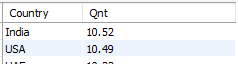 Country Qnt
India 10.52
USA 10.49